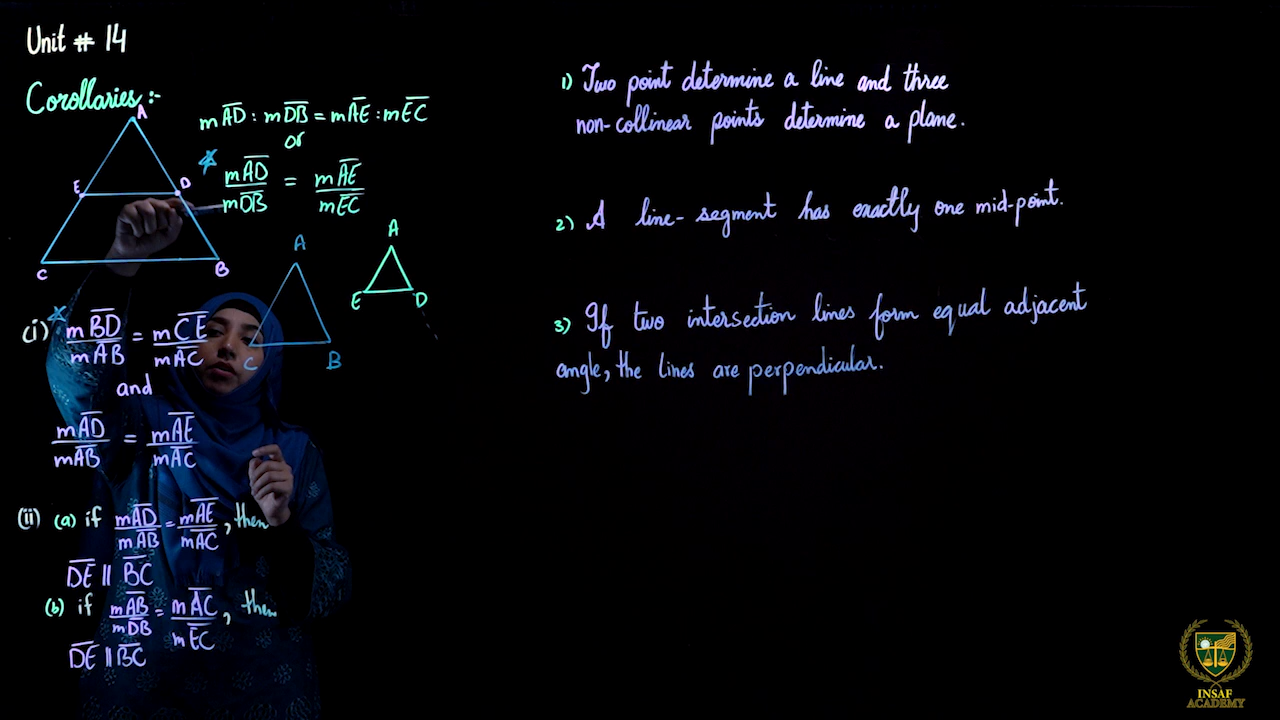 Unit # 14
Corollaries :-
A
E
D
C
B
mAD : mDB = mAE : mEC
or
mAD/mDB = mAE/mEC
A
C
B
A
E
D
(i) mBD/mAB = mCE/mAC
and
mAD/mAB = mAE/mAC
(ii) (a) if mAD/mAB = mAE/mAC, then
DE || BC
(b) if mAB/mDB = mAC/mEC, then
DE || BC
1) Two point determine a line and three
non-collinear points determine a plane.
2) A line-segment has exactly one mid-point.
3) If two intersection lines form equal adjacent
angle, the lines are perpendicular.
INSAF
ACADEMY